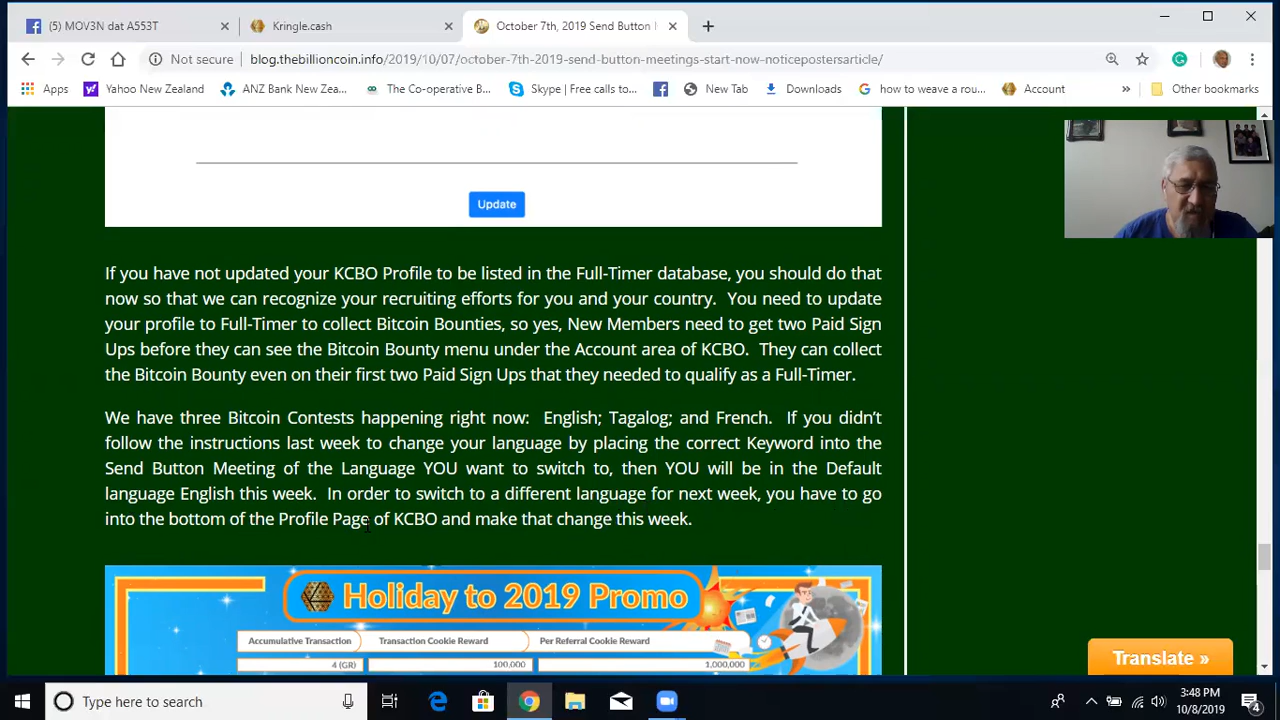 (5) MOV3N dat A553T
Kringle.cash
October 7th, 2019 Send Button
Not secure
blog.thebillioncoin.info/2019/10/07/october-7th-2019-send-button-meetings-start-now-noticepostersarticle/
Apps
Yahoo New Zealand
ANZ Bank New Zea...
The Co-operative B...
Skype | Free calls to...
New Tab
Downloads
how to weave a rou...
Account
»
Other bookmarks
Update
If you have not updated your KCBO Profile to be listed in the Full-Timer database, you should do that
now so that we can recognize your recruiting efforts for you and your country. You need to update
your profile to Full-Timer to collect Bitcoin Bounties, so yes, New Members need to get two Paid Sign
Ups before they can see the Bitcoin Bounty menu under the Account area of KCBO. They can collect
the Bitcoin Bounty even on their first two Paid Sign Ups that they needed to qualify as a Full-Timer.
We have three Bitcoin Contests happening right now: English; Tagalog; and French. If you didn't
follow the instructions last week to change your language by placing the correct Keyword into the
Send Button Meeting of the Language YOU want to switch to, then YOU will be in the Default
language English this week. In order to switch to a different language for next week, you have to go
into the bottom of the Profile Page of KCBO and make that change this week.
Holiday to 2019 Promo
Accumulative Transaction
Transaction Cookie Reward
Per Referral Cookie Reward
4 (GR)
100,000
1,000,000
Translate »
Type here to search
3:48 PM
10/8/2019
4